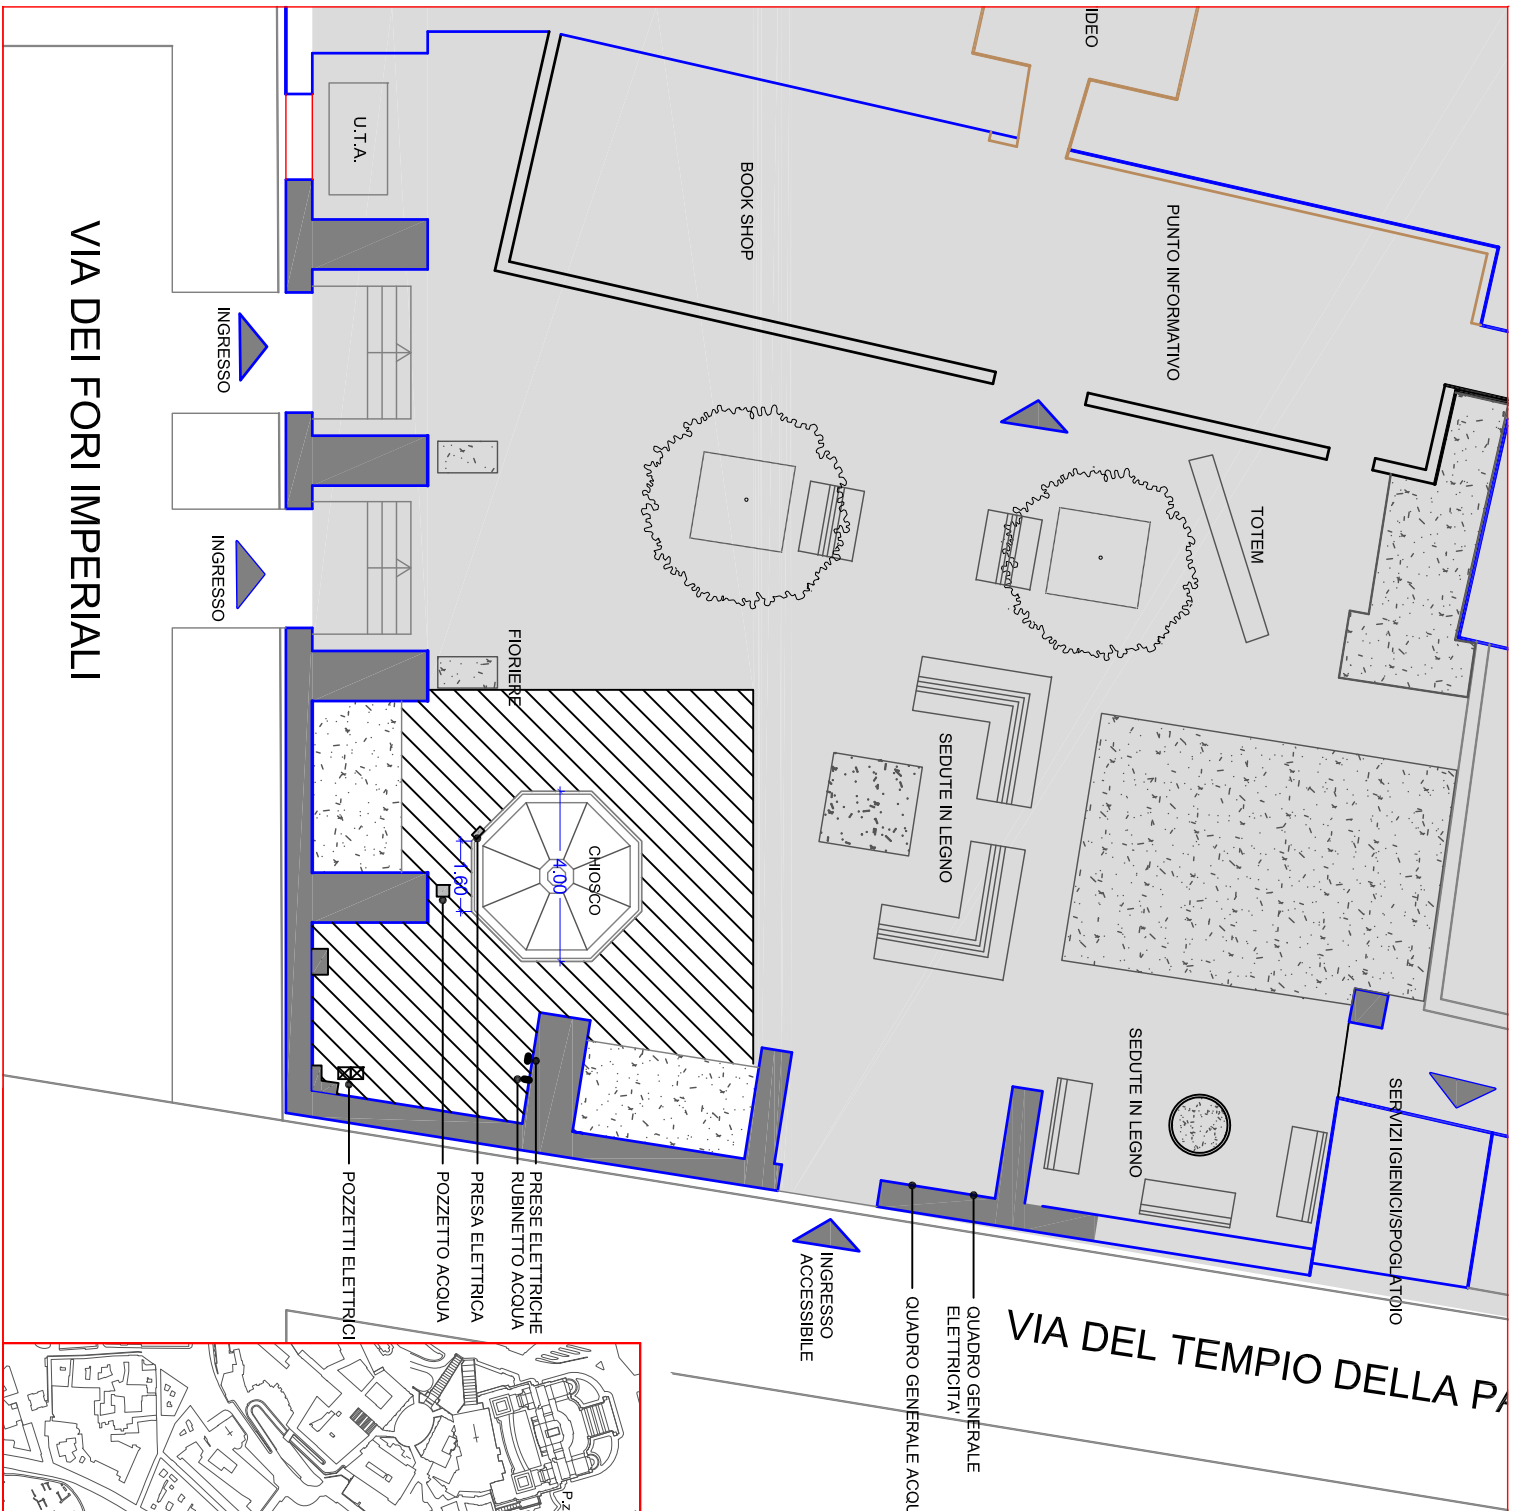 IDEO
U.T.A.
BOOK SHOP
PUNTO INFORMATIVO
VIA DEI FORI IMPERIALI
INGRESSO
INGRESSO
TOTEM
FIORIERE
SEDUTE IN LEGNO
CHIOSCO
4.00
1.60
SEDUTE IN LEGNO
SERVIZI IGIENICI/SPOGLIATOIO
POZZETTI ELETTRICI
POZZETTO ACQUA
PRESA ELETTRICA
RUBINETTO ACQUA
PRESE ELETTRICHE
INGRESSO
ACCESSIBILE
QUADRO GENERALE ACQU
QUADRO GENERALE
ELETTRICITA'
VIA DEL TEMPIO DELLA PA
P.z